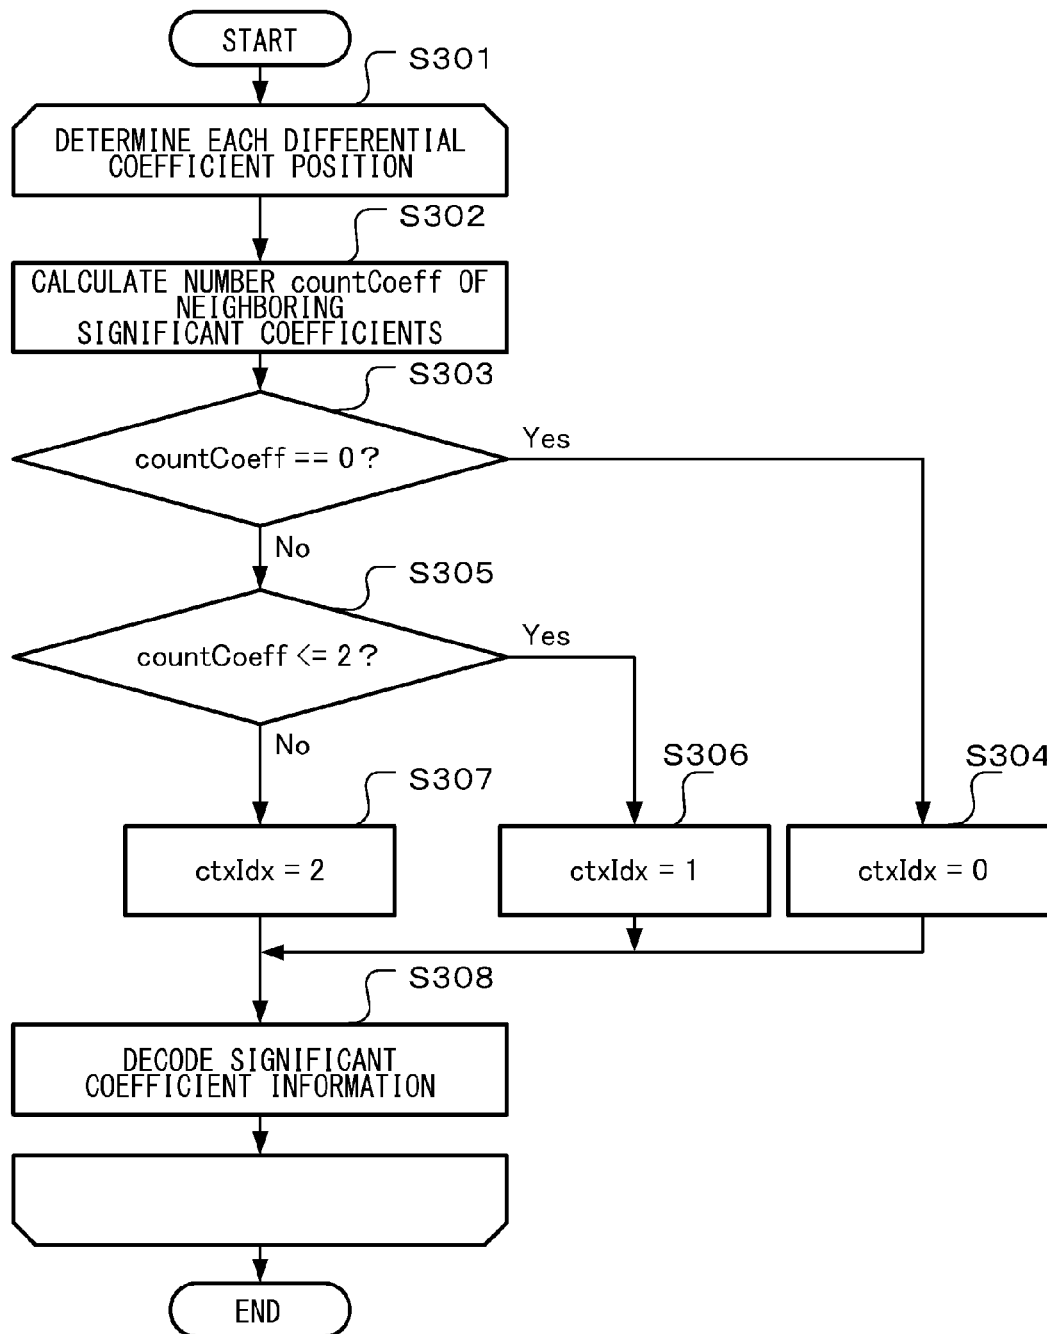 START
S301
DETERMINE EACH DIFFERENTIAL
COEFFICIENT POSITION
S302
CALCULATE NUMBER countCoeff OF
NEIGHBORING
SIGNIFICANT COEFFICIENTS
S303
countCoeff == 0?
Yes
No
S305
countCoeff <= 2?
Yes
No
S307
S306
S304
ctxIdx = 2
ctxIdx = 1
ctxIdx = 0
S308
DECODE SIGNIFICANT
COEFFICIENT INFORMATION
END